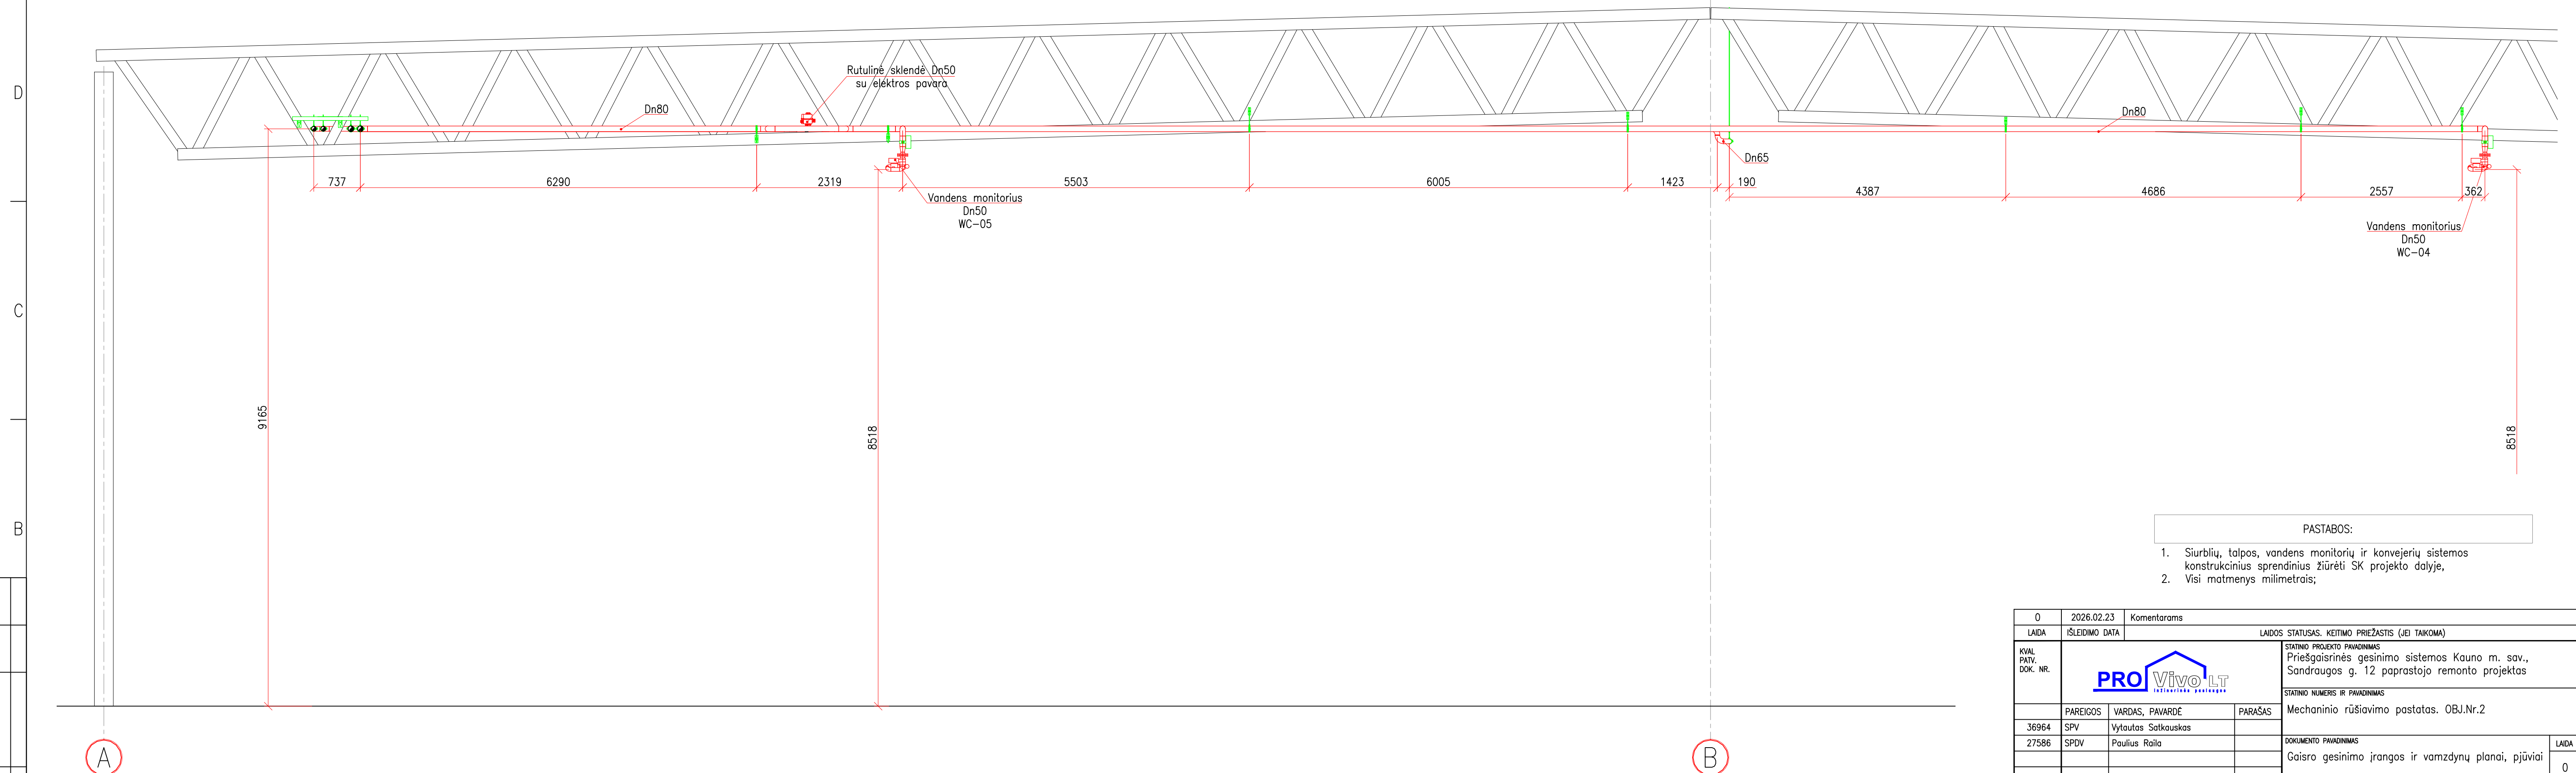 D
C
B
Rutulinė sklendė Dn50
su elektros pavara
Dn80
Dn80
Dn65
737
6290
2319
5503
6005
1423
190
4387
4686
2557
362
Vandens monitorius
Dn50
WC-05
Vandens monitorius
Dn50
WC-04
9165
8518
8518
PASTABOS:
1. Siurblių, talpos, vandens monitorių ir konvejerių sistemos
konstrukcinius sprendinius žiūrėti SK projekto dalyje,
2. Visi matmenys milimetrais;
0 2026.02.23 Komentarams
LAIDA IŠLEIDIMO DATA LAIDOS STATUSAS. KEITIMO PRIEŽASTIS (JEI TAIKOMA)
KVAL
PATV.
DOK. NR.
PRO Vivo LT
inžinerinės paslaugos
STATINIO PROJEKTO PAVADINIMAS
Priešgaisrinės gesinimo sistemos Kauno m. sav.,
Sandraugos g. 12 paprastojo remonto projektas
STATINIO NUMERIS IR PAVADINIMAS
Mechaninio rūšiavimo pastatas. OBJ.Nr.2
PAREIGOS VARDAS, PAVARDĖ PARAŠAS
36964 SPV Vytautas Satkauskas
27586 SPDV Paulius Raila
DOKUMENTO PAVADINIMAS
Gaisro gesinimo įrangos ir vamzdynų planai, pjūviai
LAIDA
0
A
B